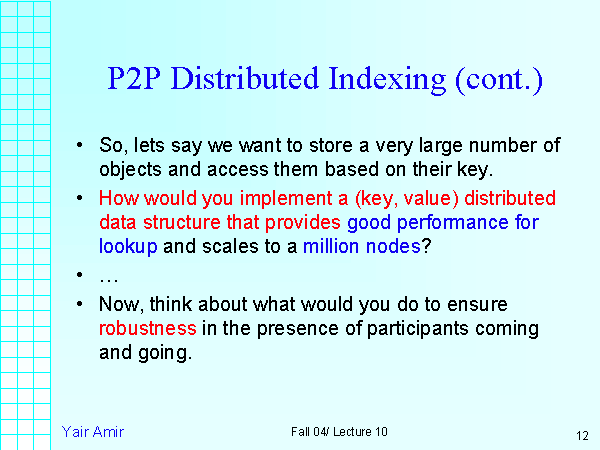 P2P Distributed Indexing (cont.)
• So, lets say we want to store a very large number of
objects and access them based on their key.
• How would you implement a (key, value) distributed
data structure that provides good performance for
lookup and scales to a million nodes?
• …
• Now, think about what would you do to ensure
robustness in the presence of participants coming
and going.
Yair Amir
Fall 04/ Lecture 10
12